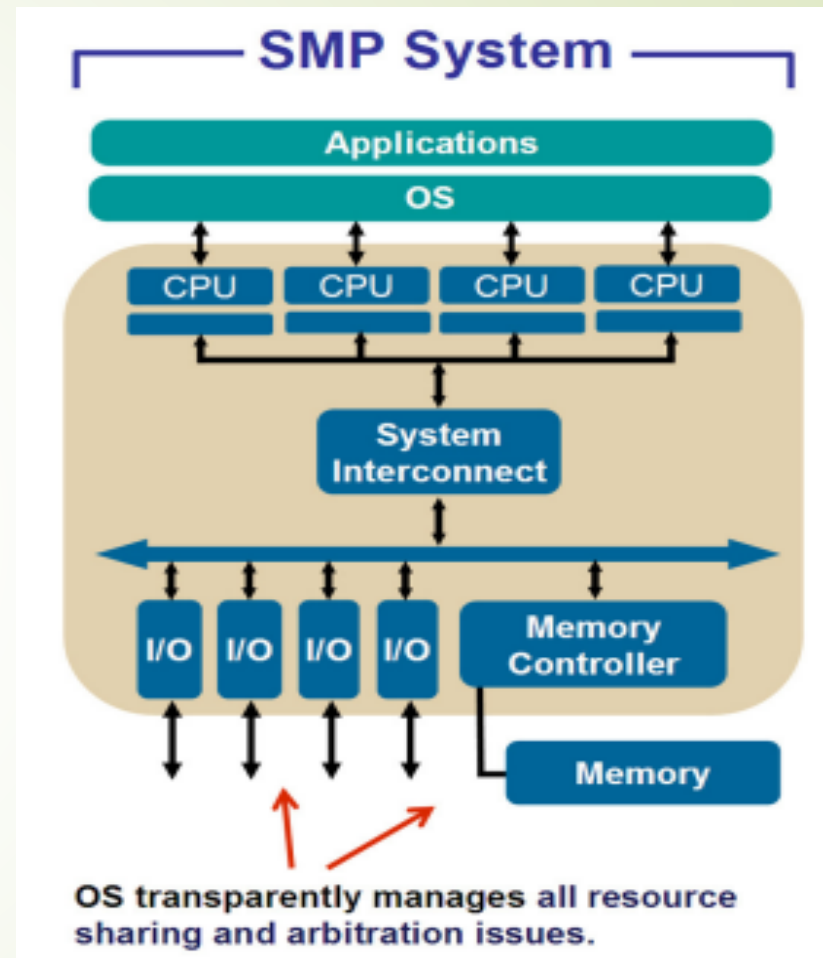 SMP System
Applications
OS
CPU CPU CPU CPU
System
Interconnect
I/O I/O I/O I/O
Memory
Controller
Memory
OS transparently manages all resource
sharing and arbitration issues.